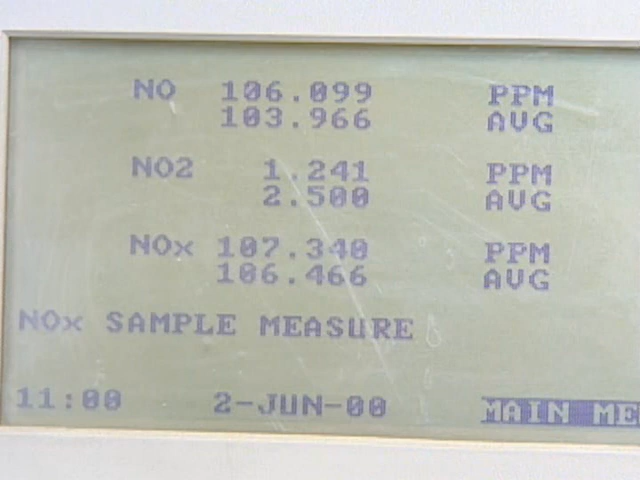 NO 106.099 PPM
103.966 AVG
NO2 1.241 PPM
2.500 AVG
NOx 107.340 PPM
106.466 AVG
NOx SAMPLE MEASURE
11:00 2-JUN-00 MAIN ME